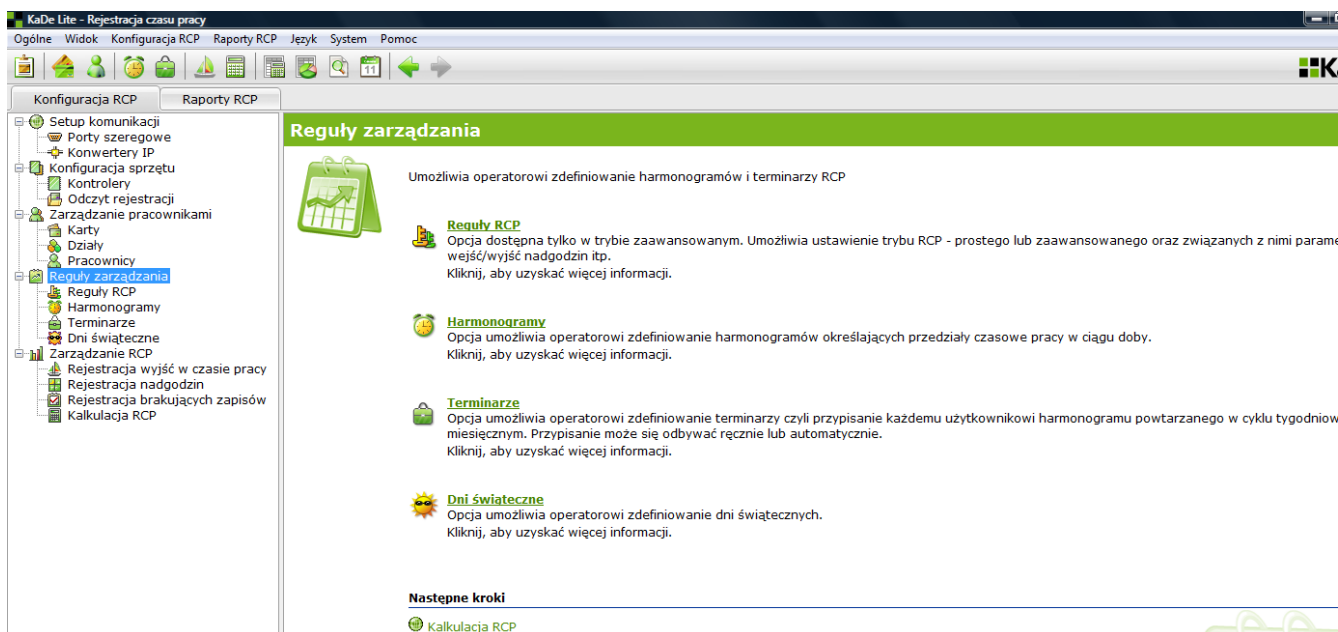 KaDe Lite - Rejestracja czasu pracy
Ogólne Widok Konfiguracja RCP Raporty RCP Język System Pomoc
11
Konfiguracja RCP Raporty RCP
Setup komunikacji
Porty szeregowe
Konwertery IP
Konfiguracja sprzętu
Kontrolery
Odczyt rejestracji
Zarządzanie pracownikami
Karty
Działy
Pracownicy
Reguły zarządzania
Reguły RCP
Harmonogramy
Terminarze
Dni świąteczne
Zarządzanie RCP
Rejestracja wyjść w czasie pracy
Rejestracja nadgodzin
Rejestracja brakujących zapisów
Kalkulacja RCP
Reguły zarządzania
Umożliwia operatorowi zdefiniowanie harmonogramów i terminarzy RCP
Reguły RCP
Opcja dostępna tylko w trybie zaawansowanym. Umożliwia ustawienie trybu RCP - prostego lub zaawansowanego oraz związanych z nimi parame
wejść/wyjść nadgodzin itp.
Kliknij, aby uzyskać więcej informacji.
Harmonogramy
Opcja umożliwia operatorowi zdefiniowanie harmonogramów określających przedziały czasowe pracy w ciągu doby.
Kliknij, aby uzyskać więcej informacji.
Terminarze
Opcja umożliwia operatorowi zdefiniowanie terminarzy czyli przypisanie każdemu użytkownikowi harmonogramu powtarzanego w cyklu tygodniow
miesięcznym. Przypisanie może się odbywać ręcznie lub automatycznie.
Kliknij, aby uzyskać więcej informacji.
Dni świąteczne
Opcja umożliwia operatorowi zdefiniowanie dni świątecznych.
Kliknij, aby uzyskać więcej informacji.
Następne kroki
Kalkulacja RCP